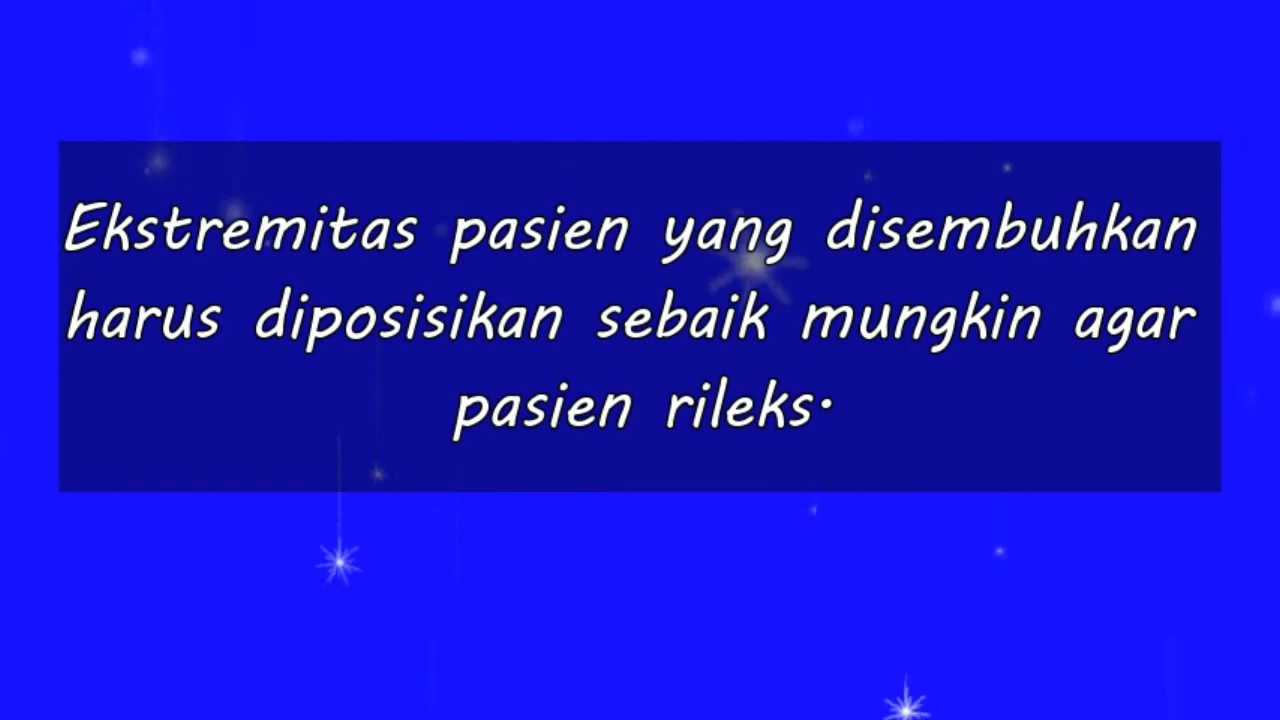 Ekstremitas pasien yang disembuhkan
harus diposisikan sebaik mungkin agar
pasien rileks.